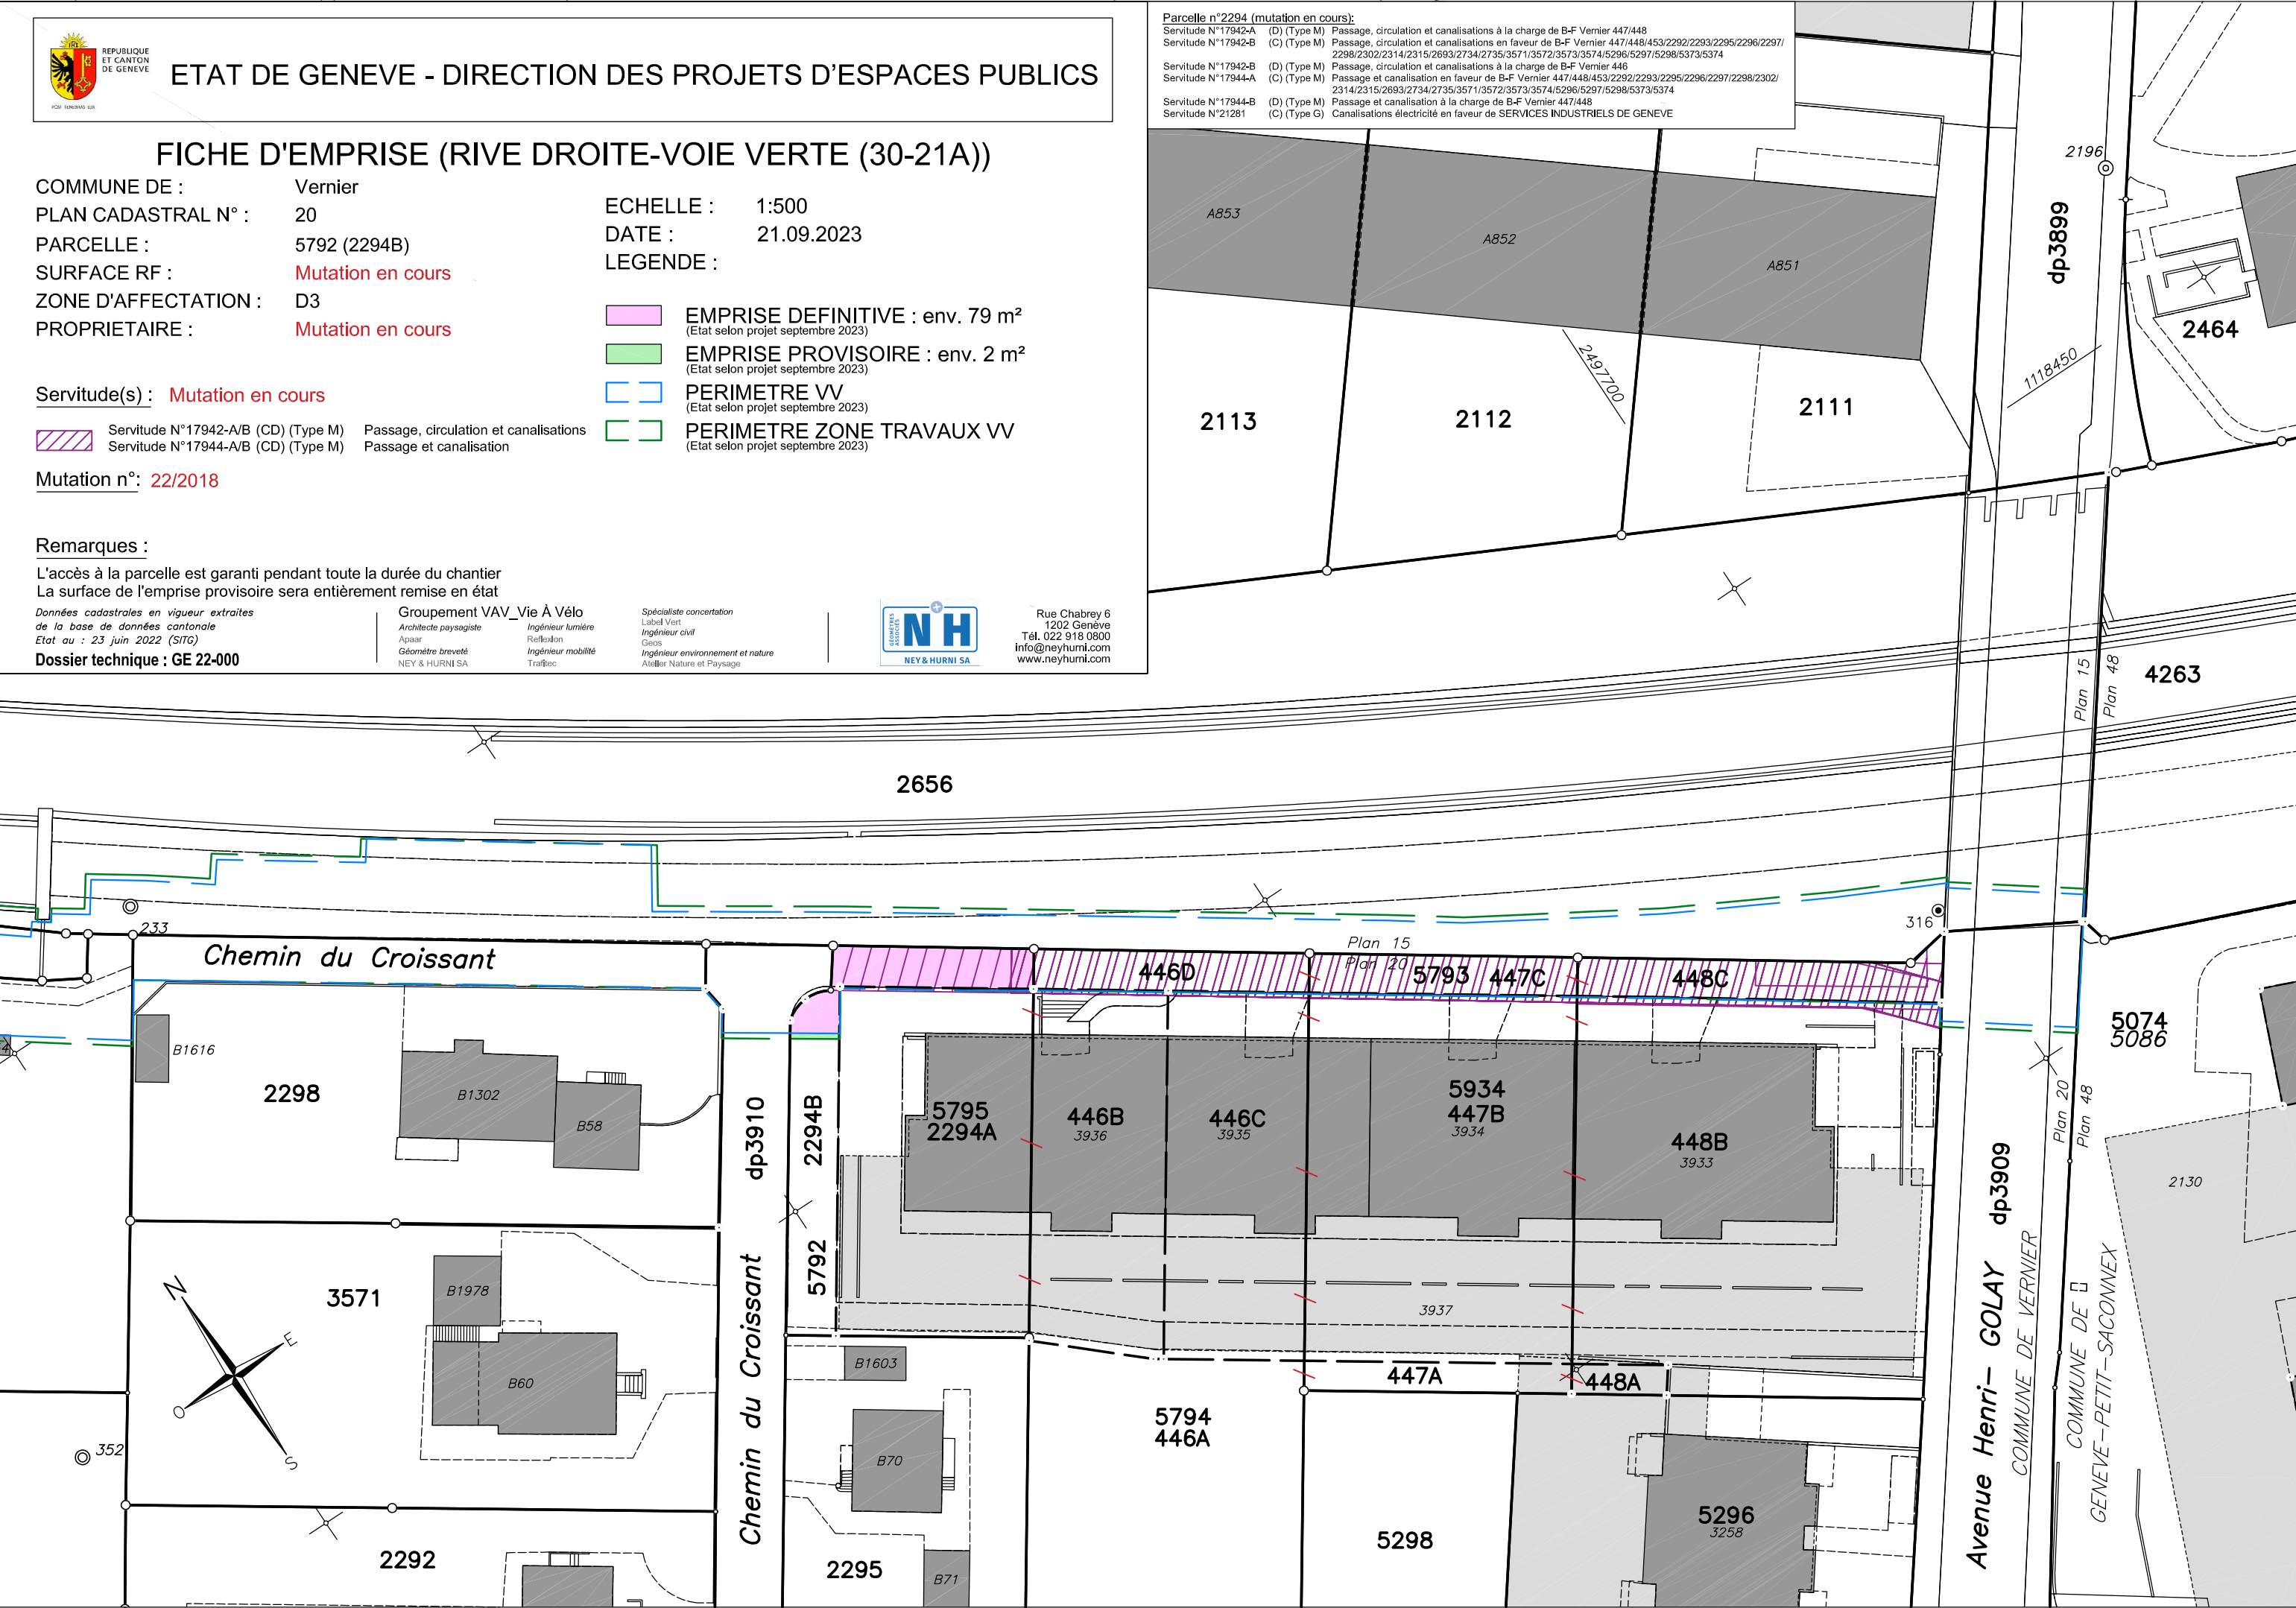 REPUBLIQUE
ET CANTON
DE GENEVE
POST TENEBRAS LUX
ETAT DE GENEVE - DIRECTION DES PROJETS D'ESPACES PUBLICS
FICHE D'EMPRISE (RIVE DROITE-VOIE VERTE (30-21A))
COMMUNE DE : Vernier
PLAN CADASTRAL N° : 20
PARCELLE : 5792 (2294B)
SURFACE RF : Mutation en cours
ZONE D'AFFECTATION : D3
PROPRIETAIRE : Mutation en cours
ECHELLE : 1:500
DATE : 21.09.2023
LEGENDE :
EMPRISE DEFINITIVE : env. 79 m²
(Etat selon projet septembre 2023)
EMPRISE PROVISOIRE : env. 2 m²
(Etat selon projet septembre 2023)
PERIMETRE VV
(Etat selon projet septembre 2023)
PERIMETRE ZONE TRAVAUX VV
(Etat selon projet septembre 2023)
Servitude(s) : Mutation en cours
Servitude N°17942-A/B (CD) (Type M) Passage, circulation et canalisations
Servitude N°17944-A/B (CD) (Type M) Passage et canalisation
Mutation n°: 22/2018
Remarques :
L'accès à la parcelle est garanti pendant toute la durée du chantier
La surface de l'emprise provisoire sera entièrement remise en état
Données cadastrales en vigueur extraites
de la base de données cantonale
Etat au : 23 juin 2022 (SITG)
Dossier technique : GE 22-000
Groupement VAV_Vie À Vélo
Architecte paysagiste
Apaar
Géomètre breveté
NEY & HURNI SA
Ingénieur lumière
Reflexion
Ingénieur mobilité
Trafitec
Spécialiste concertation
Label Vert
Ingénieur civil
Geos
Ingénieur environnement et nature
Atelier Nature et Paysage
GÉOMÈTRES ASSOCIÉS
N+H
NEY & HURNI SA
Rue Chabrey 6
1202 Genève
Tél. 022 918 0800
info@neyhurni.com
www.neyhurni.com
Parcelle n°2294 (mutation en cours):
Servitude N°17942-A (D) (Type M) Passage, circulation et canalisations à la charge de B-F Vernier 447/448
Servitude N°17942-B (C) (Type M) Passage, circulation et canalisations en faveur de B-F Vernier 447/448/453/2292/2293/2295/2296/2297/
2298/2302/2314/2315/2693/2734/2735/3571/3572/3573/3574/5296/5297/5298/5373/5374
Servitude N°17942-B (D) (Type M) Passage, circulation et canalisations à la charge de B-F Vernier 446
Servitude N°17944-A (C) (Type M) Passage et canalisation en faveur de B-F Vernier 447/448/453/2292/2293/2295/2296/2297/2298/2302/
2314/2315/2693/2734/2735/3571/3572/3573/3574/5296/5297/5298/5373/5374
Servitude N°17944-B (D) (Type M) Passage et canalisation à la charge de B-F Vernier 447/448
Servitude N°21281 (C) (Type G) Canalisations électricité en faveur de SERVICES INDUSTRIELS DE GENEVE
A853
A852
A851
2196
dp3899
2464
2497700
1118450
2113
2112
2111
Plan 15
Plan 48
4263
2656
233
316
Chemin du Croissant
Plan 15
Plan 20
446D
5793
447C
448C
B1616
2298
B1302
B58
dp3910
2294B
5792
5795
2294A
446B
3936
446C
3935
5934
447B
3934
448B
3933
5074
5086
Plan 20
Plan 48
2130
dp3909
3571
B1978
B60
N
E
S
O
352
Chemin du Croissant
3937
B1603
B70
B71
447A
448A
5794
446A
2292
2295
5298
5296
3258
Avenue Henri- GOLAY
COMMUNE DE VERNIER
COMMUNE DE
GENEVE-PETIT-SACONNEX